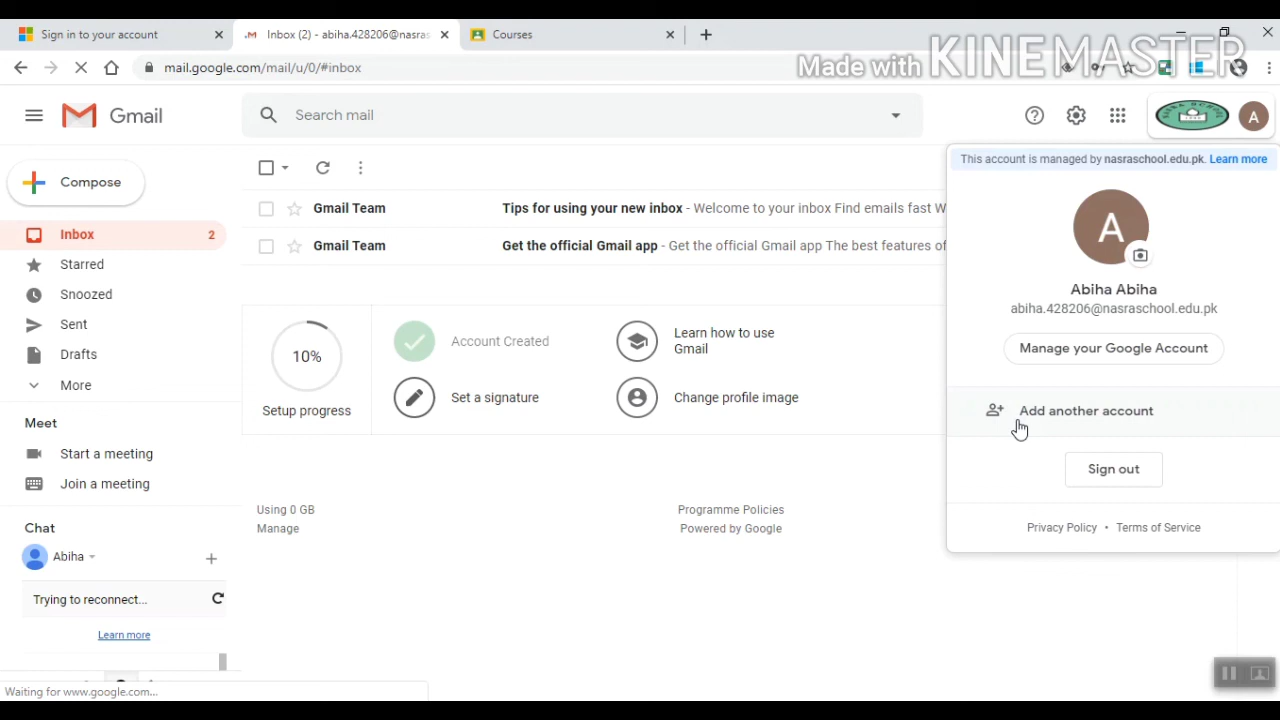 Sign in to your account
Inbox (2) - abiha.428206@nasras
Courses
Made with KINEMASTER
mail.google.com/mail/u/0/#inbox
Gmail
Search mail
A
This account is managed by nasraschool.edu.pk. Learn more
Compose
Gmail Team
Tips for using your new inbox - Welcome to your inbox Find emails fast W
A
Inbox
2
Gmail Team
Get the official Gmail app - Get the official Gmail app The best features of
Starred
Snoozed
Abiha Abiha
abiha.428206@nasraschool.edu.pk
Sent
10%
Account Created
Learn how to use
Gmail
Manage your Google Account
Drafts
More
Setup progress
Set a signature
Change profile image
Add another account
Meet
Start a meeting
Sign out
Join a meeting
Using 0 GB
Manage
Programme Policies
Powered by Google
Privacy Policy • Terms of Service
Chat
Abiha
Trying to reconnect...
Learn more
Waiting for www.google.com...